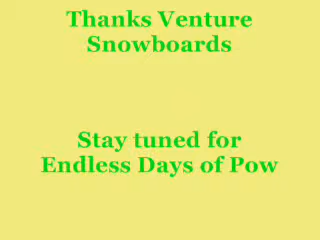 Thanks Venture
Snowboards
Stay tuned for
Endless Days of Pow